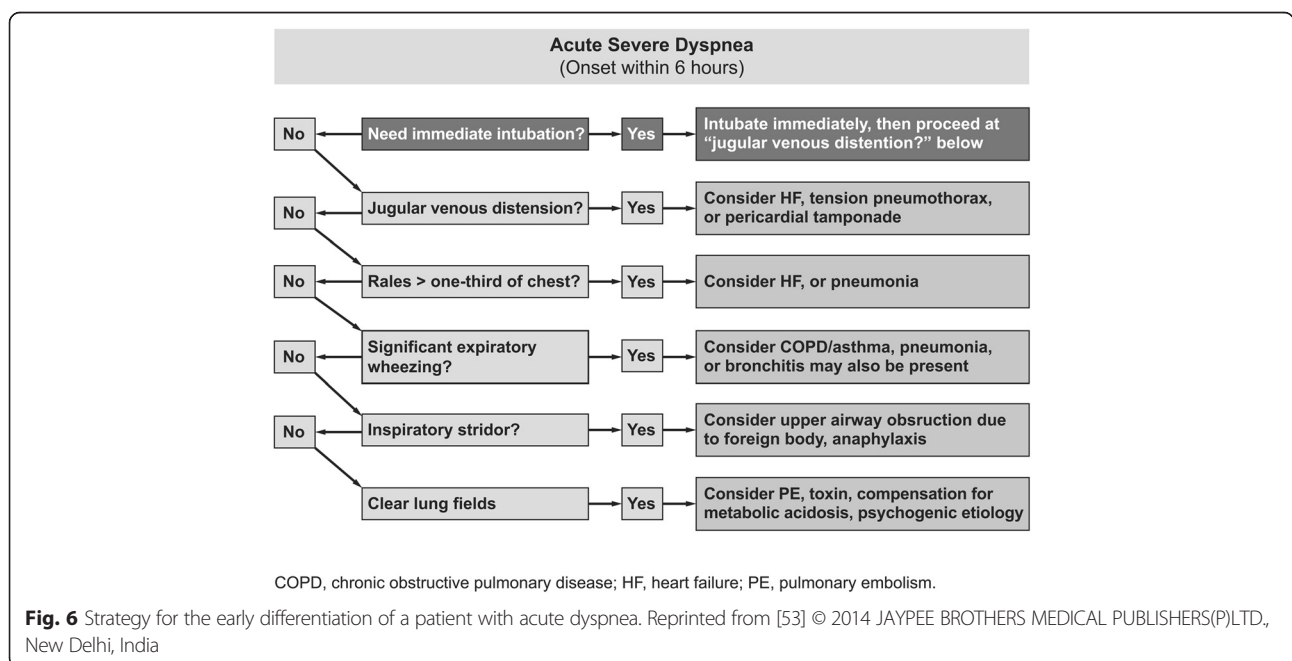 Acute Severe Dyspnea
(Onset within 6 hours)
No
Need immediate intubation?
Yes
Intubate immediately, then proceed at
“jugular venous distention?” below
No
Jugular venous distension?
Yes
Consider HF, tension pneumothorax,
or pericardial tamponade
No
Rales > one-third of chest?
Yes
Consider HF, or pneumonia
No
Significant expiratory
wheezing?
Yes
Consider COPD/asthma, pneumonia,
or bronchitis may also be present
No
Inspiratory stridor?
Yes
Consider upper airway obsruction due
to foreign body, anaphylaxis
Clear lung fields
Yes
Consider PE, toxin, compensation for
metabolic acidosis, psychogenic etiology
COPD, chronic obstructive pulmonary disease; HF, heart failure; PE, pulmonary embolism.
Fig. 6 Strategy for the early differentiation of a patient with acute dyspnea. Reprinted from [53] © 2014 JAYPEE BROTHERS MEDICAL PUBLISHERS(P)LTD.,
New Delhi, India